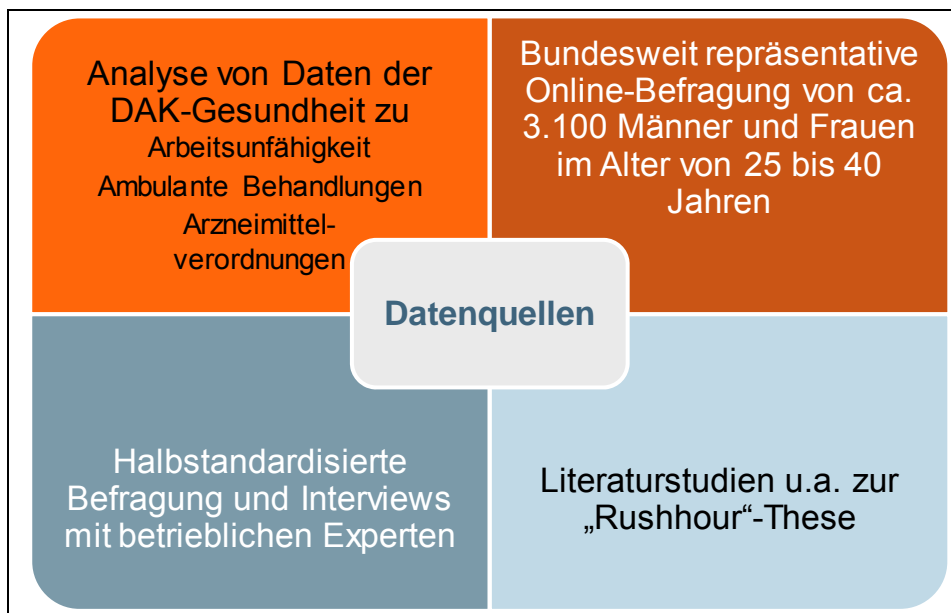 Analyse von Daten der
DAK-Gesundheit zu
Arbeitsunfähigkeit
Ambulante Behandlungen
Arzneimittel-
verordnungen
Bundesweit repräsentative
Online-Befragung von ca.
3.100 Männer und Frauen
im Alter von 25 bis 40
Jahren
Datenquellen
Halbstandardisierte
Befragung und Interviews
mit betrieblichen Experten
Literaturstudien u.a. zur
„Rushhour“-These